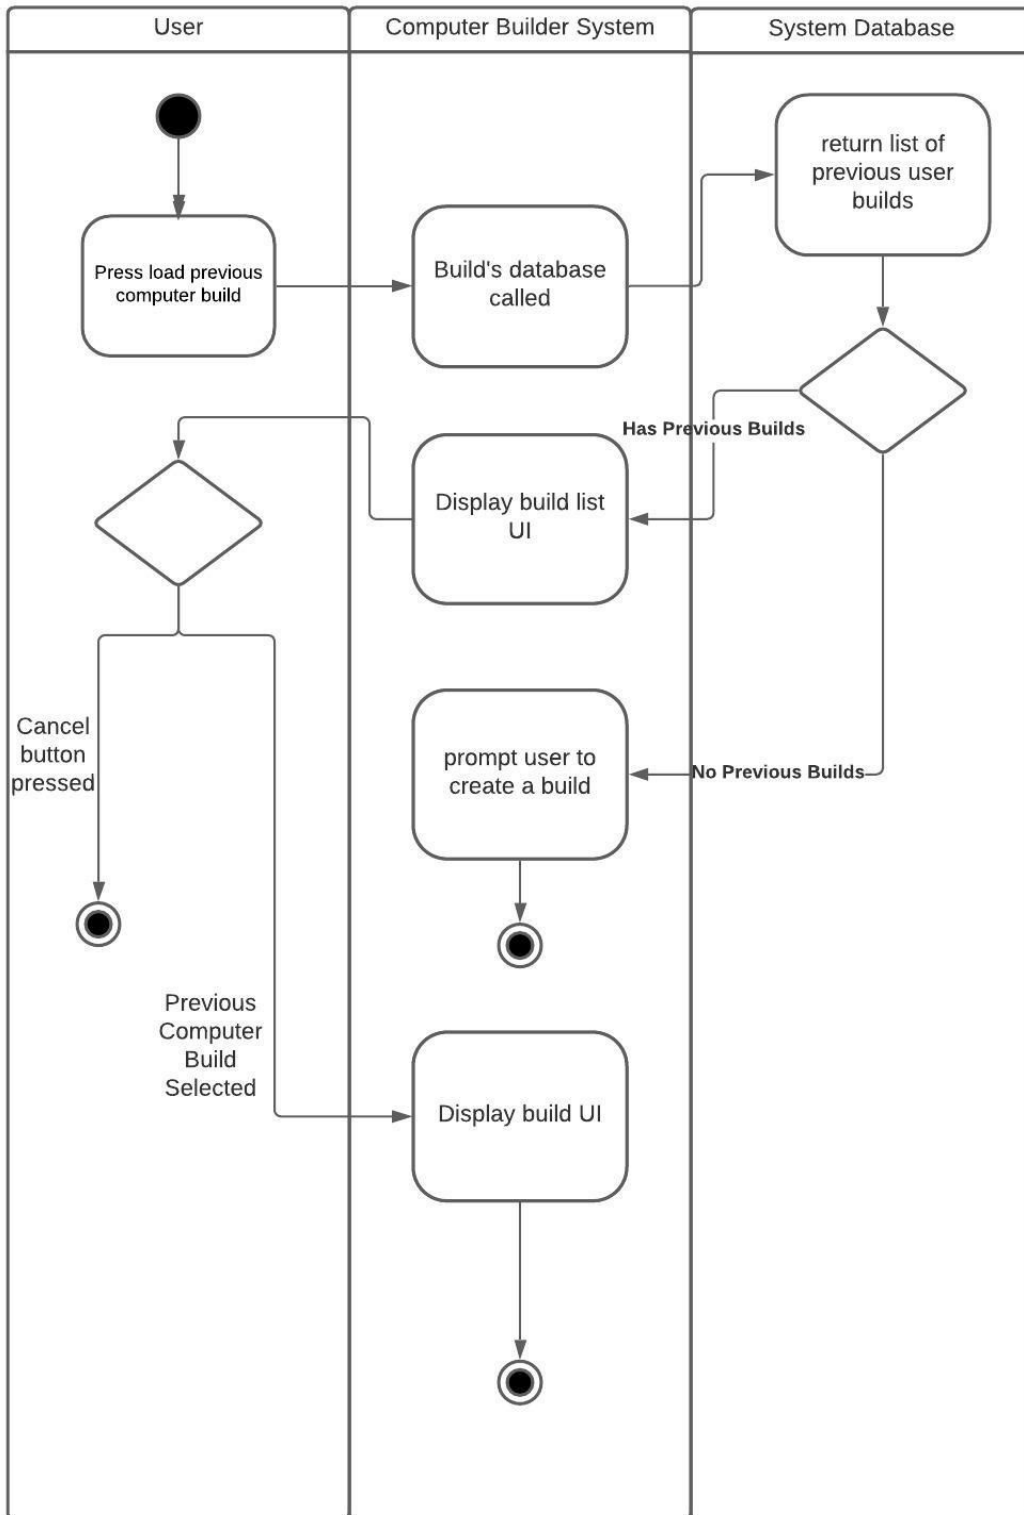 User
Computer Builder System
System Database
return list of
previous user
builds
Press load previous
computer build
Build's database
called
Has Previous Builds
Display build list
UI
Cancel
button
pressed
prompt user to
create a build
No Previous Builds
Previous
Computer
Build
Selected
Display build UI